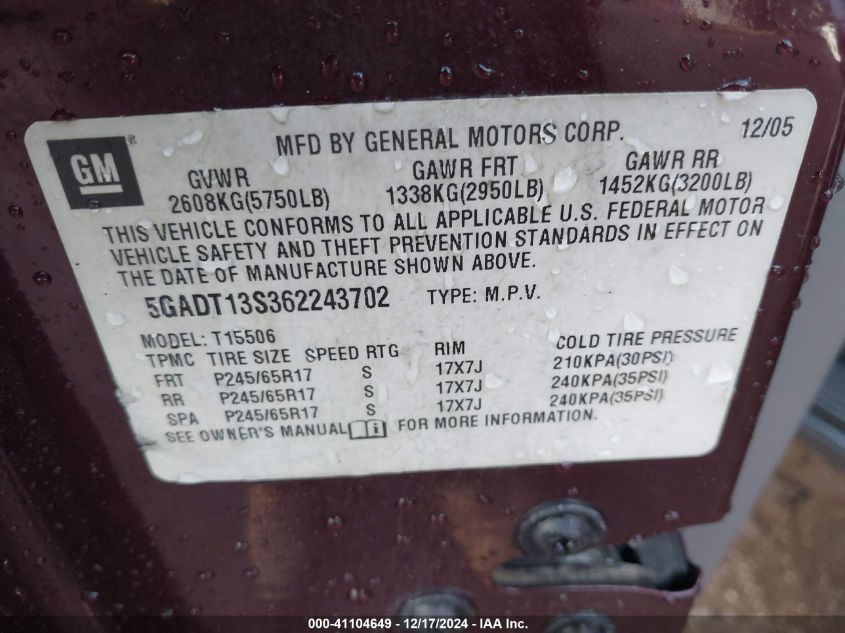 MFD BY GENERAL MOTORS CORP. 12/05
GM
GVWR GAWR FRT GAWR RR
2608KG(5750LB) 1338KG(2950LB) 1452KG(3200LB)
THIS VEHICLE CONFORMS TO ALL APPLICABLE U.S. FEDERAL MOTOR
VEHICLE SAFETY AND THEFT PREVENTION STANDARDS IN EFFECT ON
THE DATE OF MANUFACTURE SHOWN ABOVE.
5GADT13S362243702 TYPE: M.P.V.
MODEL: T15506
TPMC TIRE SIZE SPEED RTG RIM COLD TIRE PRESSURE
FRT P245/65R17 S 17X7J 210KPA(30PSI)
RR P245/65R17 S 17X7J 240KPA(35PSI)
SPA P245/65R17 S 17X7J 240KPA(35PSI)
SEE OWNER'S MANUAL FOR MORE INFORMATION.
000-41104649 - 12/17/2024 - IAA Inc.